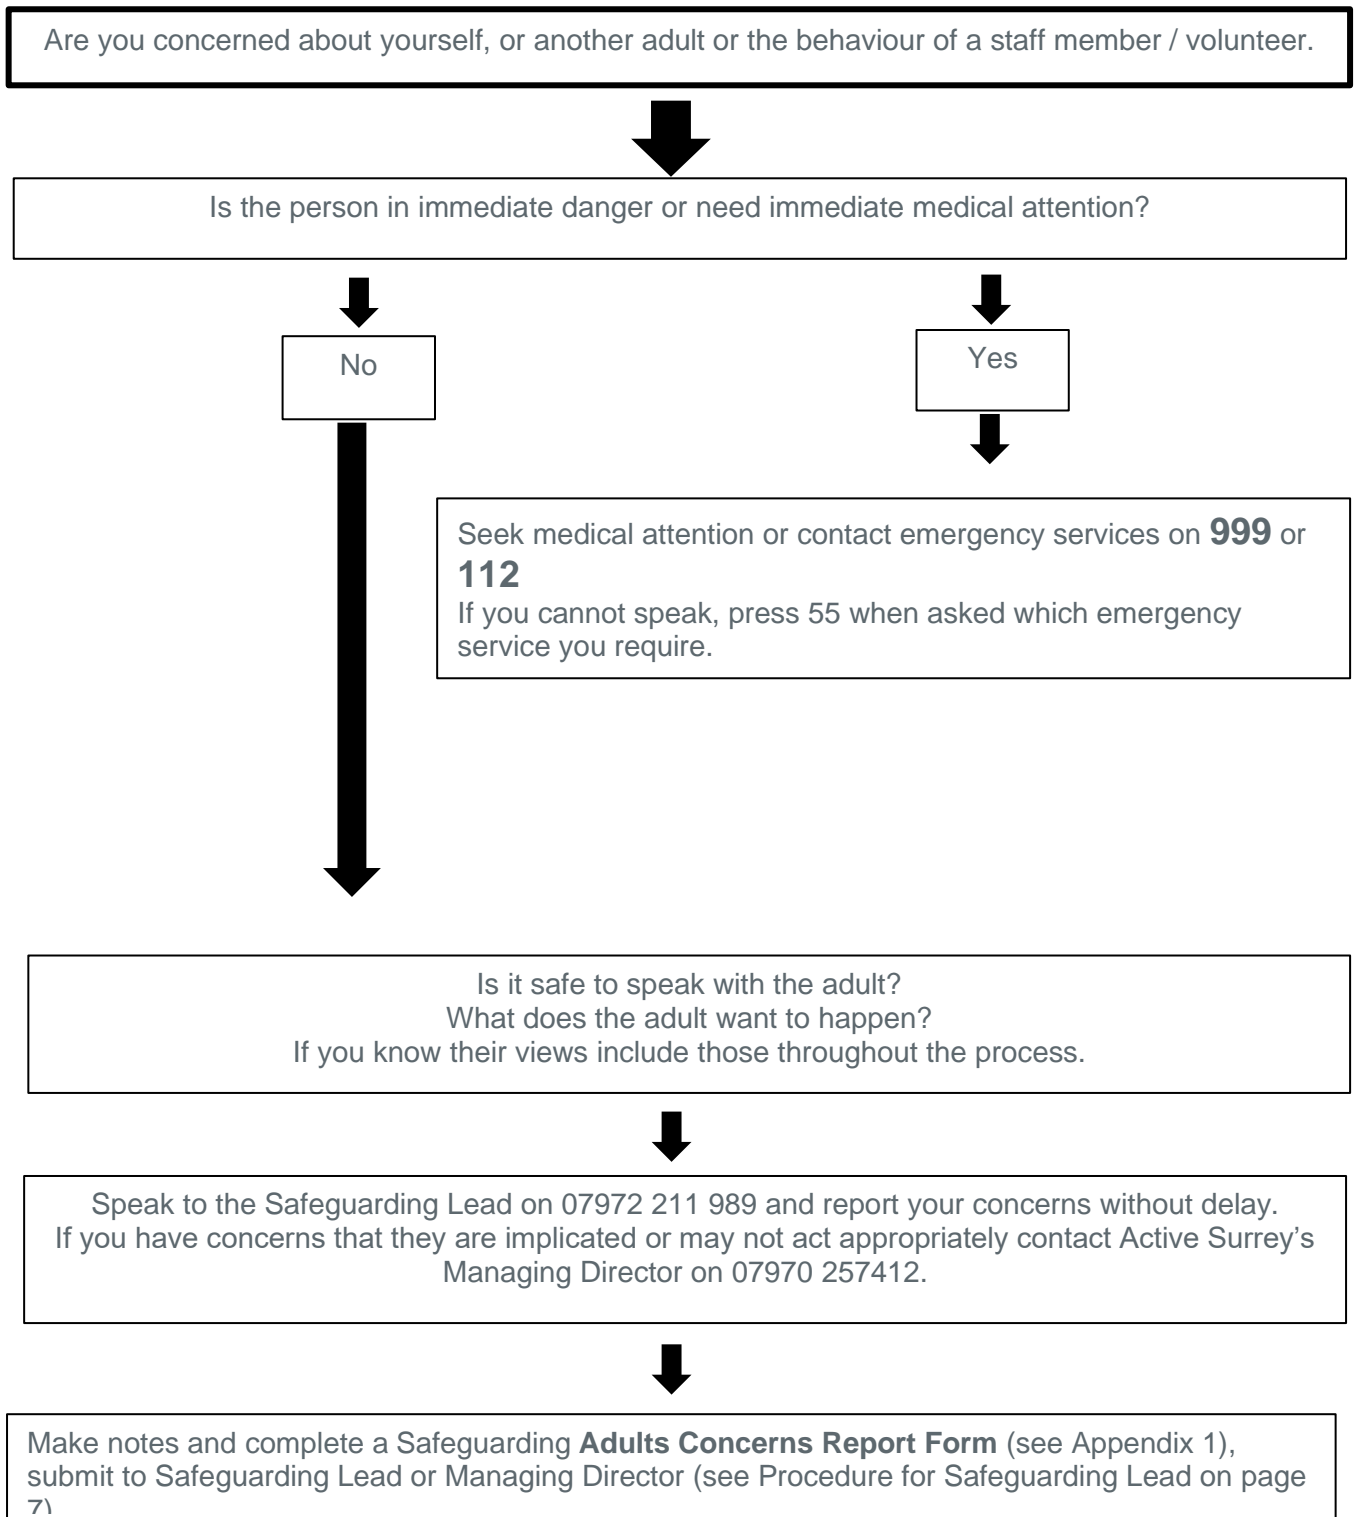 Are you concerned about yourself, or another adult or the behaviour of a staff member / volunteer.
Is the person in immediate danger or need immediate medical attention?
No
Yes
Seek medical attention or contact emergency services on 999 or
112
If you cannot speak, press 55 when asked which emergency
service you require.
Is it safe to speak with the adult?
What does the adult want to happen?
If you know their views include those throughout the process.
Speak to the Safeguarding Lead on 07972 211 989 and report your concerns without delay.
If you have concerns that they are implicated or may not act appropriately contact Active Surrey’s
Managing Director on 07970 257412.
Make notes and complete a Safeguarding Adults Concerns Report Form (see Appendix 1),
submit to Safeguarding Lead or Managing Director (see Procedure for Safeguarding Lead on page
7)